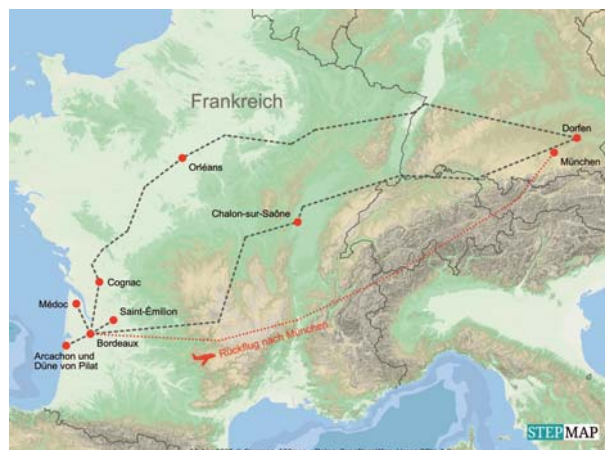 Frankreich
Dorfen
München
Orléans
Chalon-sur-Saône
Cognac
Médoc
Saint-Émilion
Bordeaux
Arcachon und
Düne von Pilat
Rückflug nach München
STEPMAP